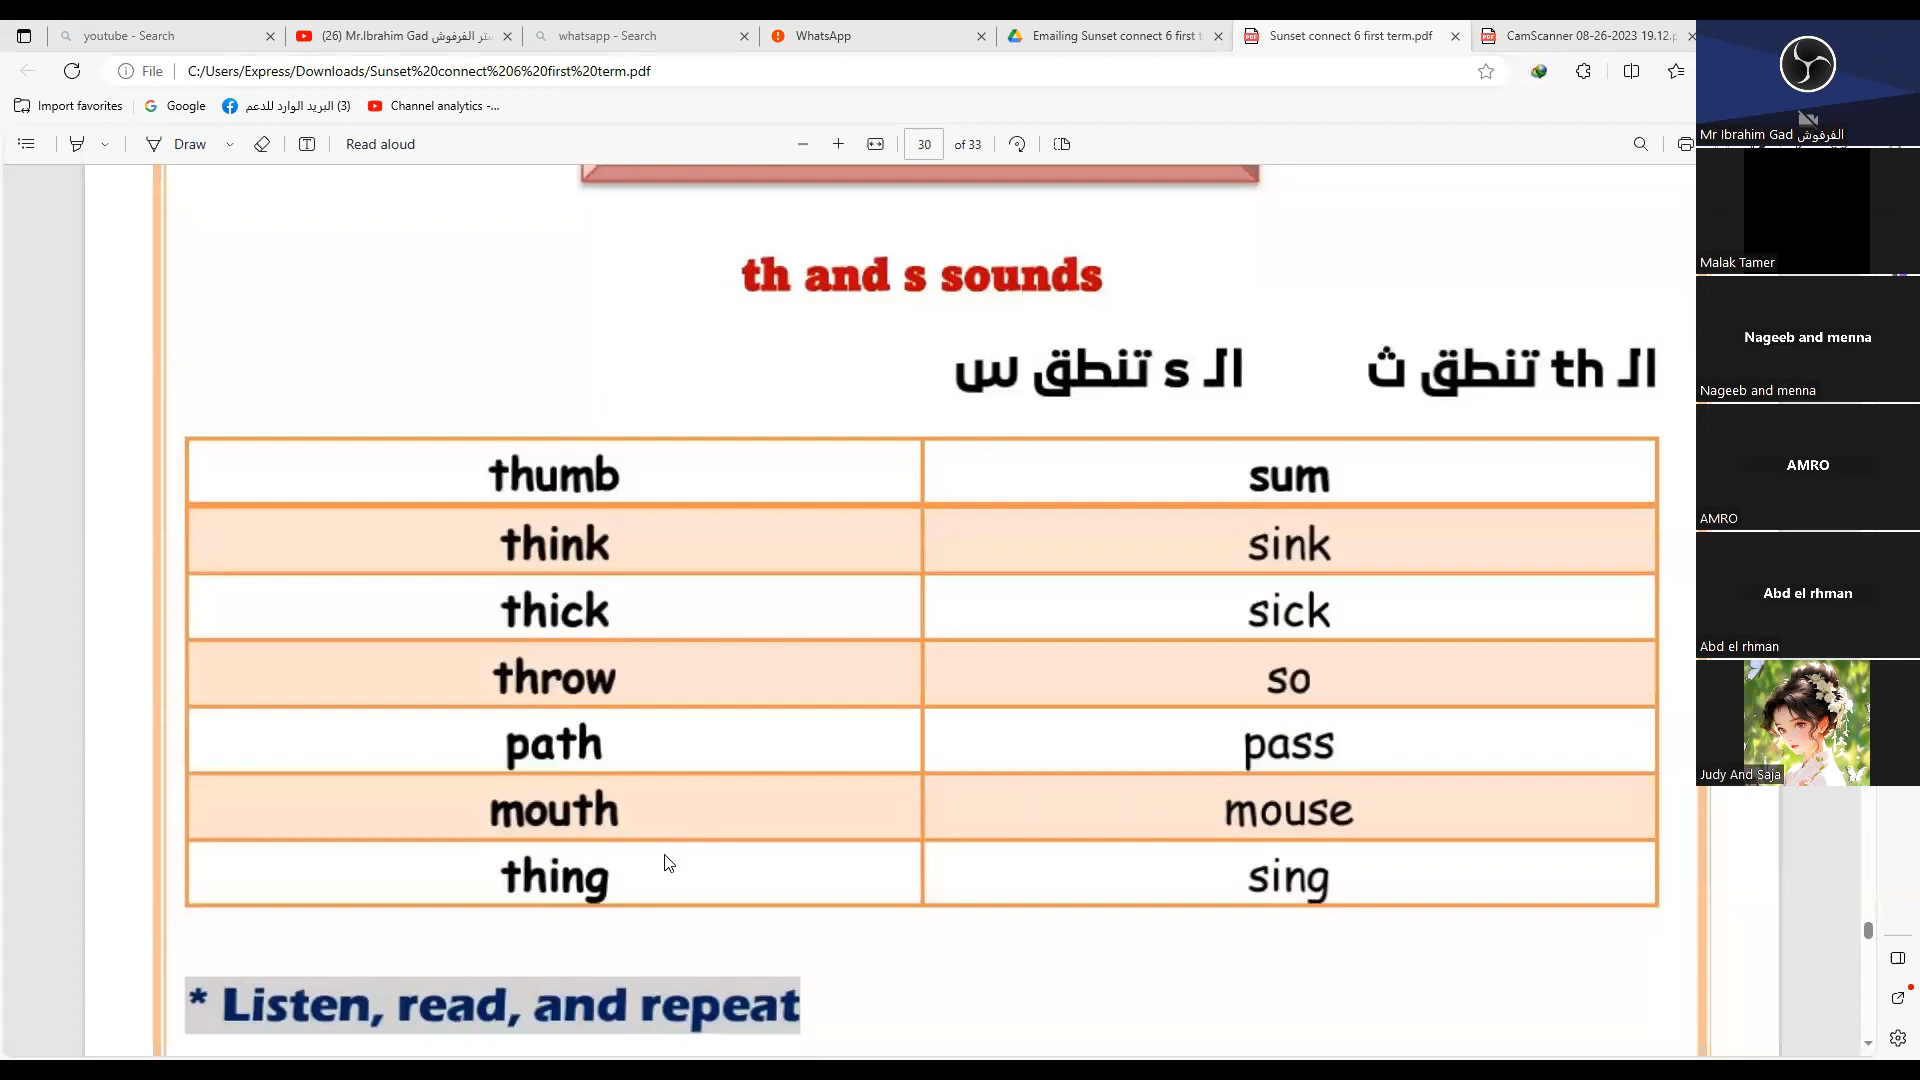 youtube - Search
(26) Mr.Ibrahim Gad ستر الفرفوش
whatsapp - Search
WhatsApp
Emailing Sunset connect 6 first t
Sunset connect 6 first term.pdf
CamScanner 08-26-2023 19.12.p
File
C:/Users/Express/Downloads/Sunset%20connect%206%20first%20term.pdf
Import favorites
Google
(3) البريد الوارد للدعم
Channel analytics -...
Draw
Read aloud
30
of 33
th and s sounds
الـ th تنطق ث
الـ s تنطق س
thumb
sum
think
sink
thick
sick
throw
so
path
pass
mouth
mouse
thing
sing
* Listen, read, and repeat
Mr Ibrahim Gad الفرفوش
Malak Tamer
Nageeb and menna
Nageeb and menna
AMRO
AMRO
Abd el rhman
Abd el rhman
Judy And Saja